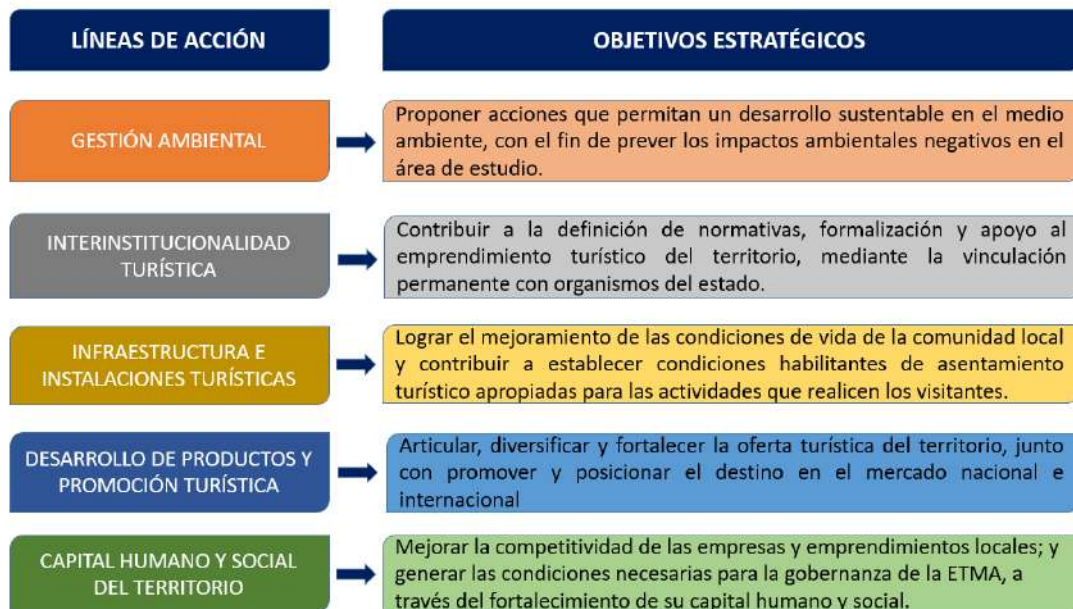 LÍNEAS DE ACCIÓN
OBJETIVOS ESTRATÉGICOS
GESTIÓN AMBIENTAL
Proponer acciones que permitan un desarrollo sustentable en el medio
ambiente, con el fin de prever los impactos ambientales negativos en el
área de estudio.
INTERINSTITUCIONALIDAD
TURÍSTICA
Contribuir a la definición de normativas, formalización y apoyo al
emprendimiento turístico del territorio, mediante la vinculación
permanente con organismos del estado.
INFRAESTRUCTURA E
INSTALACIONES TURÍSTICAS
Lograr el mejoramiento de las condiciones de vida de la comunidad local
y contribuir a establecer condiciones habilitantes de asentamiento
turístico apropiadas para las actividades que realicen los visitantes.
DESARROLLO DE PRODUCTOS Y
PROMOCIÓN TURÍSTICA
Articular, diversificar y fortalecer la oferta turística del territorio, junto
con promover y posicionar el destino en el mercado nacional e
internacional
CAPITAL HUMANO Y SOCIAL
DEL TERRITORIO
Mejorar la competitividad de las empresas y emprendimientos locales; y
generar las condiciones necesarias para la gobernanza de la ETMA, a
través del fortalecimiento de su capital humano y social.